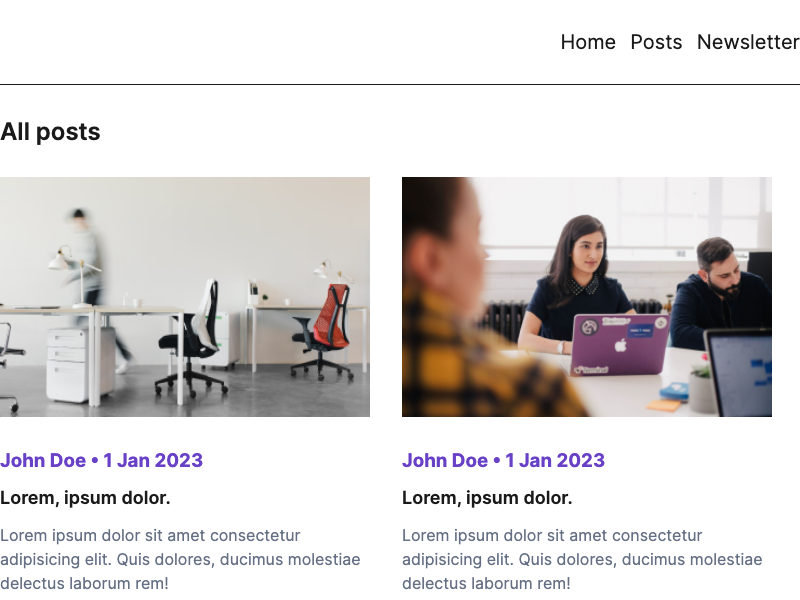 Home Posts Newsletter
All posts
John Doe • 1 Jan 2023
Lorem, ipsum dolor.
Lorem ipsum dolor sit amet consectetur
adipisicing elit. Quis dolores, ducimus molestiae
delectus laborum rem!
John Doe • 1 Jan 2023
Lorem, ipsum dolor.
Lorem ipsum dolor sit amet consectetur
adipisicing elit. Quis dolores, ducimus molestiae
delectus laborum rem!